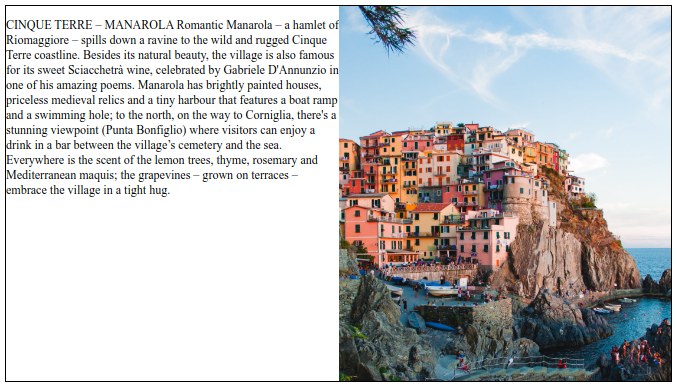 CINQUE TERRE – MANAROLA Romantic Manarola – a hamlet of
Riomaggiore – spills down a ravine to the wild and rugged Cinque
Terre coastline. Besides its natural beauty, the village is also famous
for its sweet Sciacchetrà wine, celebrated by Gabriele D'Annunzio in
one of his amazing poems. Manarola has brightly painted houses,
priceless medieval relics and a tiny harbour that features a boat ramp
and a swimming hole; to the north, on the way to Corniglia, there's a
stunning viewpoint (Punta Bonfiglio) where visitors can enjoy a
drink in a bar between the village’s cemetery and the sea.
Everywhere is the scent of the lemon trees, thyme, rosemary and
Mediterranean maquis; the grapevines – grown on terraces –
embrace the village in a tight hug.